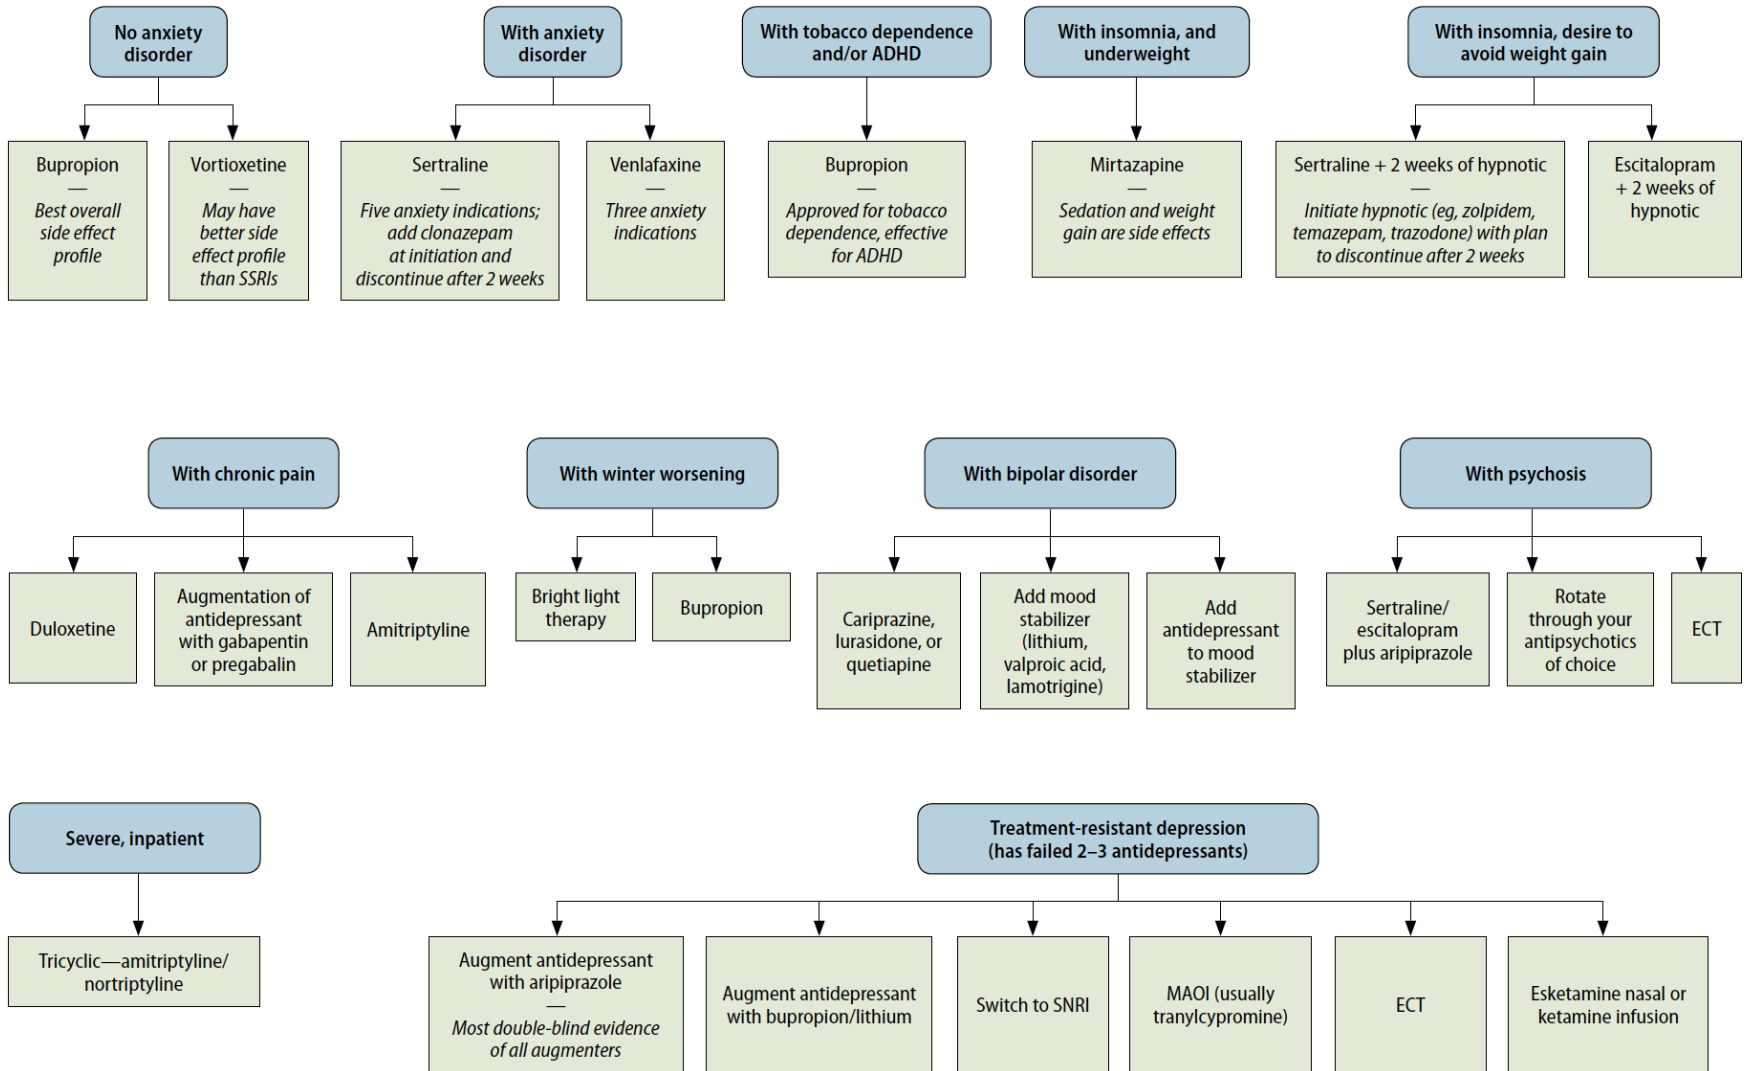 No anxiety
disorder
With anxiety
disorder
With tobacco dependence
and/or ADHD
With insomnia, and
underweight
With insomnia, desire to
avoid weight gain
Bupropion
—
Best overall
side effect
profile
Vortioxetine
—
May have
better side
effect profile
than SSRIs
Sertraline
—
Five anxiety indications;
add clonazepam
at initiation and
discontinue after 2 weeks
Venlafaxine
—
Three anxiety
indications
Bupropion
—
Approved for tobacco
dependence, effective
for ADHD
Mirtazapine
—
Sedation and weight
gain are side effects
Sertraline + 2 weeks of hypnotic
—
Initiate hypnotic (eg, zolpidem,
temazepam, trazodone) with plan
to discontinue after 2 weeks
Escitalopram
+ 2 weeks of
hypnotic
With chronic pain
With winter worsening
With bipolar disorder
With psychosis
Duloxetine
Augmentation of
antidepressant
with gabapentin
or pregabalin
Amitriptyline
Bright light
therapy
Bupropion
Cariprazine,
lurasidone, or
quetiapine
Add mood
stabilizer
(lithium,
valproic acid,
lamotrigine)
Add
antidepressant
to mood
stabilizer
Sertraline/
escitalopram
plus aripiprazole
Rotate
through your
antipsychotics
of choice
ECT
Severe, inpatient
Treatment-resistant depression
(has failed 2–3 antidepressants)
Tricyclic—amitriptyline/
nortriptyline
Augment antidepressant
with aripiprazole
—
Most double-blind evidence
of all augmenters
Augment antidepressant
with bupropion/lithium
Switch to SNRI
MAOI (usually
tranylcypromine)
ECT
Esketamine nasal or
ketamine infusion